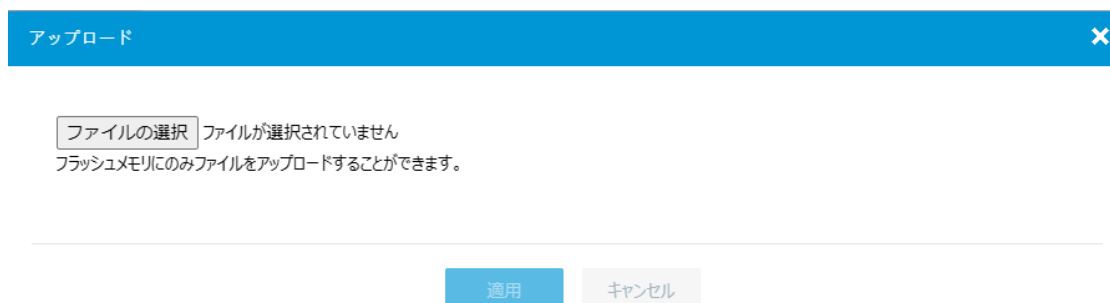 アップロード
ファイルの選択 ファイルが選択されていません
フラッシュメモリにのみファイルをアップロードすることができます。
適用 キャンセル